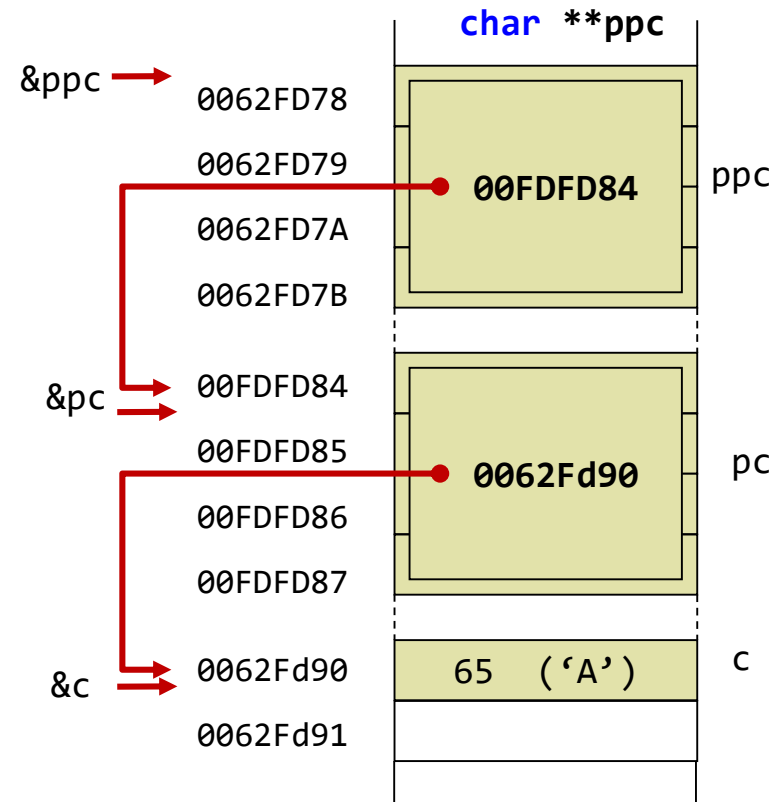 char **ppc
&ppc
0062FD78
0062FD79
00FDFD84
ppc
0062FD7A
0062FD7B
00FDFD84
&pc
00FDFD85
0062Fd90
pc
00FDFD86
00FDFD87
0062Fd90
65 (‘A’)
c
&c
0062Fd91